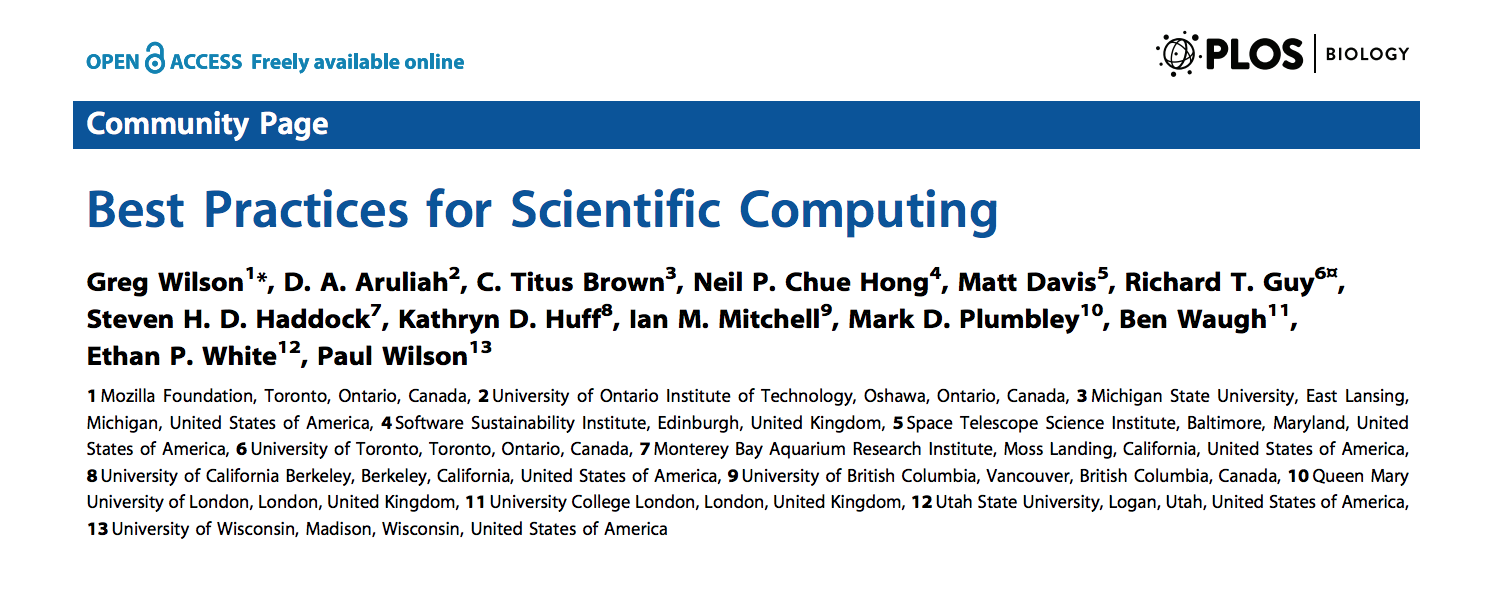 OPEN ACCESS Freely available online
PLOS BIOLOGY
Community Page
Best Practices for Scientific Computing
Greg Wilson1*, D. A. Aruliah2, C. Titus Brown3, Neil P. Chue Hong4, Matt Davis5, Richard T. Guy6¤,
Steven H. D. Haddock7, Kathryn D. Huff8, Ian M. Mitchell9, Mark D. Plumbley10, Ben Waugh11,
Ethan P. White12, Paul Wilson13
1 Mozilla Foundation, Toronto, Ontario, Canada, 2 University of Ontario Institute of Technology, Oshawa, Ontario, Canada, 3 Michigan State University, East Lansing,
Michigan, United States of America, 4 Software Sustainability Institute, Edinburgh, United Kingdom, 5 Space Telescope Science Institute, Baltimore, Maryland, United
States of America, 6 University of Toronto, Toronto, Ontario, Canada, 7 Monterey Bay Aquarium Research Institute, Moss Landing, California, United States of America,
8 University of California Berkeley, Berkeley, California, United States of America, 9 University of British Columbia, Vancouver, British Columbia, Canada, 10 Queen Mary
University of London, London, United Kingdom, 11 University College London, London, United Kingdom, 12 Utah State University, Logan, Utah, United States of America,
13 University of Wisconsin, Madison, Wisconsin, United States of America